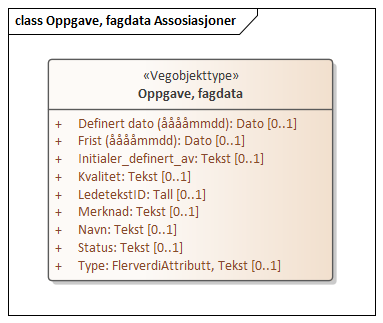 class Oppgave, fagdata Assosiasjoner
«Vegobjekttype»
Oppgave, fagdata
+ Definert dato (ååååmmdd): Dato [0..1]
+ Frist (ååååmmdd): Dato [0..1]
+ Initialer_definert_av: Tekst [0..1]
+ Kvalitet: Tekst [0..1]
+ LedetekstID: Tall [0..1]
+ Merknad: Tekst [0..1]
+ Navn: Tekst [0..1]
+ Status: Tekst [0..1]
+ Type: FlerverdiAttributt, Tekst [0..1]